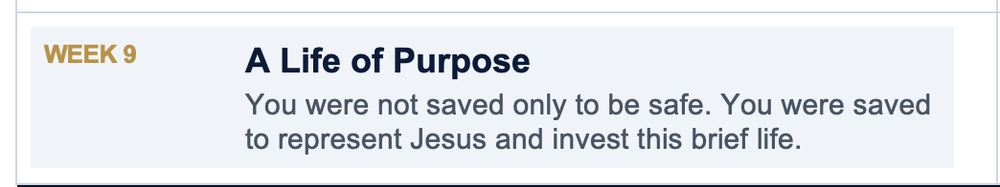 WEEK 9
A Life of Purpose
You were not saved only to be safe. You were saved
to represent Jesus and invest this brief life.